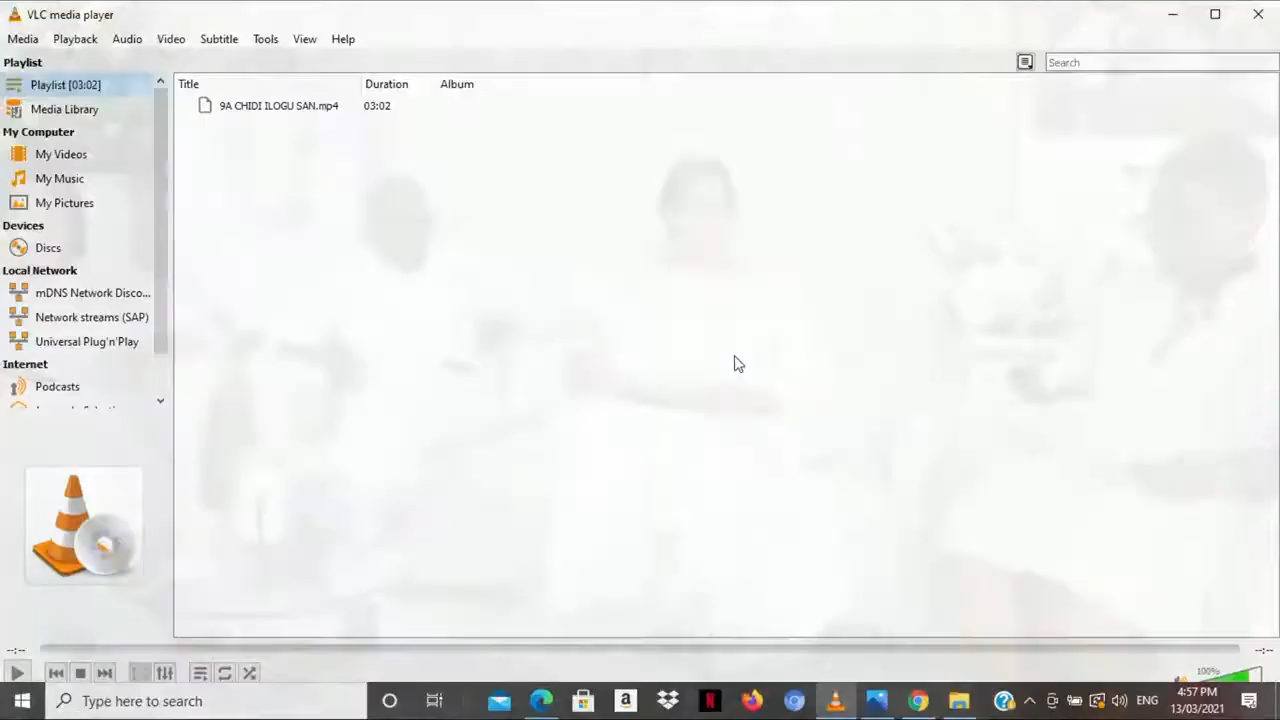 VLC media player
Media Playback Audio Video Subtitle Tools View Help
Playlist
Search
Playlist [03:02]
Title Duration Album
9A CHIDI ILOGU SAN.mp4 03:02
Media Library
My Computer
My Videos
My Music
My Pictures
Devices
Discs
Local Network
mDNS Network Disco...
Network streams (SAP)
Universal Plug'n'Play
Internet
Podcasts
--:-- --:--
100%
Type here to search
a
N
ENG
4:57 PM
13/03/2021